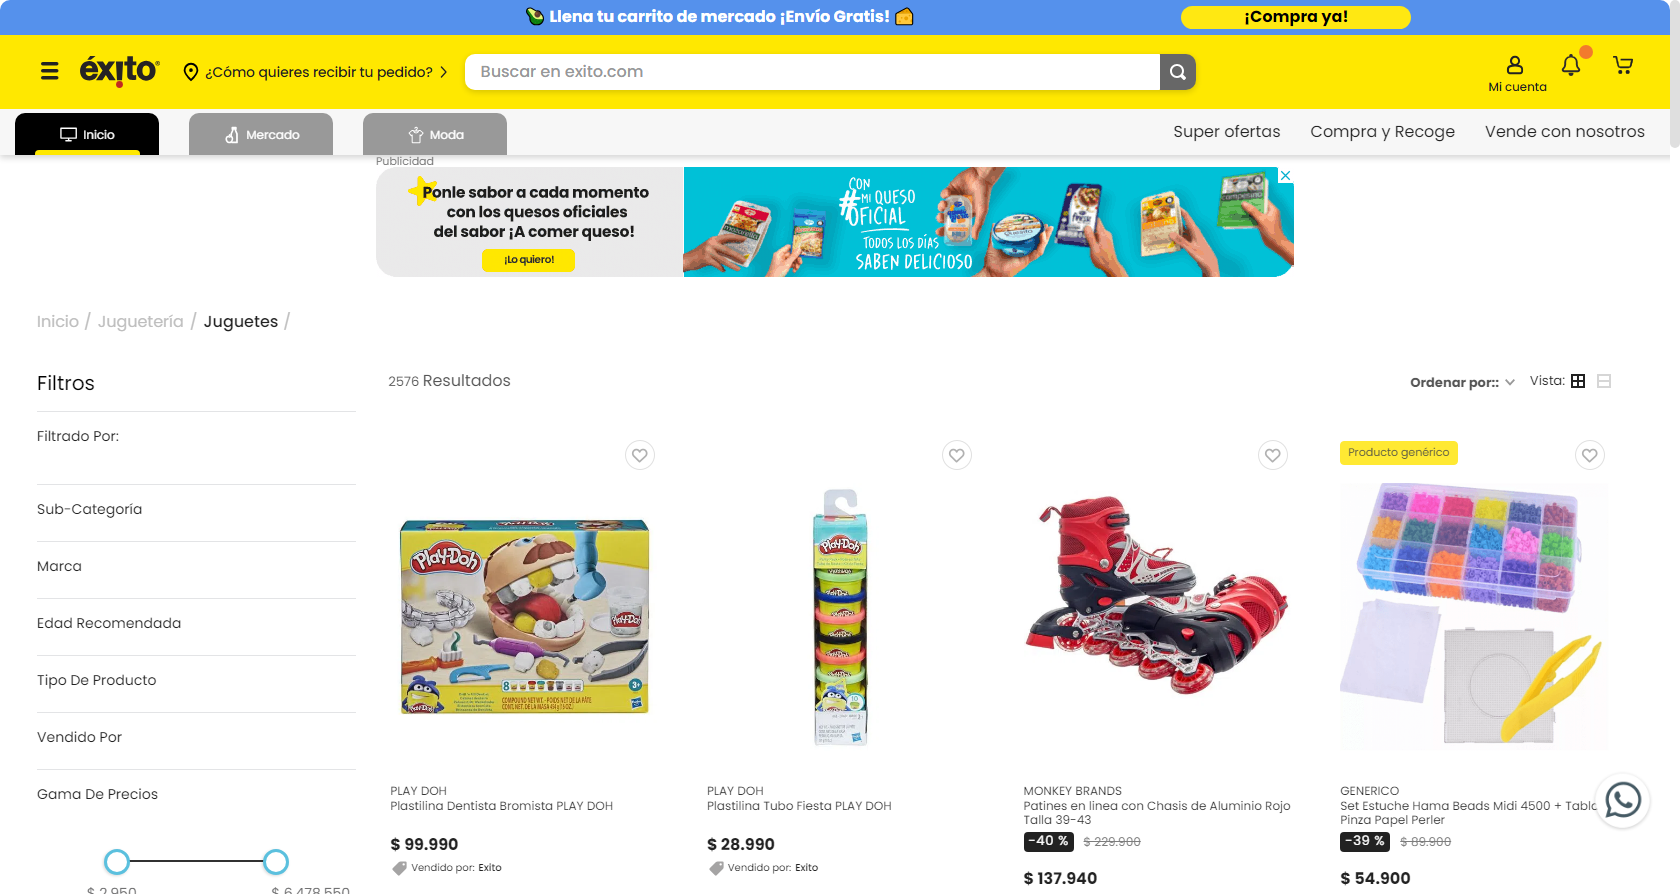 Llena tu carrito de mercado ¡Envío Gratis!
¡Compra ya!
éxito
¿Cómo quieres recibir tu pedido?
Buscar en exito.com
Mi cuenta
Inicio
Mercado
Moda
Super ofertas
Compra y Recoge
Vende con nosotros
Publicidad
Ponle sabor a cada momento
con los quesos oficiales
del sabor ¡A comer queso!
¡Lo quiero!
CON
#MI QUESO
OFICIAL
TODOS LOS DÍAS
SABEN DELICIOSO
Inicio / Juguetería / Juguetes /
Filtros
2576 Resultados
Ordenar por::
Vista:
Filtrado Por:
Sub-Categoría
Marca
Edad Recomendada
Tipo De Producto
Vendido Por
Gama De Precios
$ 2.950
$ 6.478.550
Play-Doh
3+
Hasbro
PLAY DOH
Plastilina Dentista Bromista PLAY DOH
$ 99.990
Vendido por: Exito
Play-Doh
PLAY DOH
Plastilina Tubo Fiesta PLAY DOH
$ 28.990
Vendido por: Exito
MONKEY BRANDS
Patines en linea con Chasis de Aluminio Rojo
Talla 39-43
-40 %
$ 229.900
$ 137.940
Producto genérico
GENERICO
Set Estuche Hama Beads Midi 4500 + Tabla
Pinza Papel Perler
-39 %
$ 89.900
$ 54.900